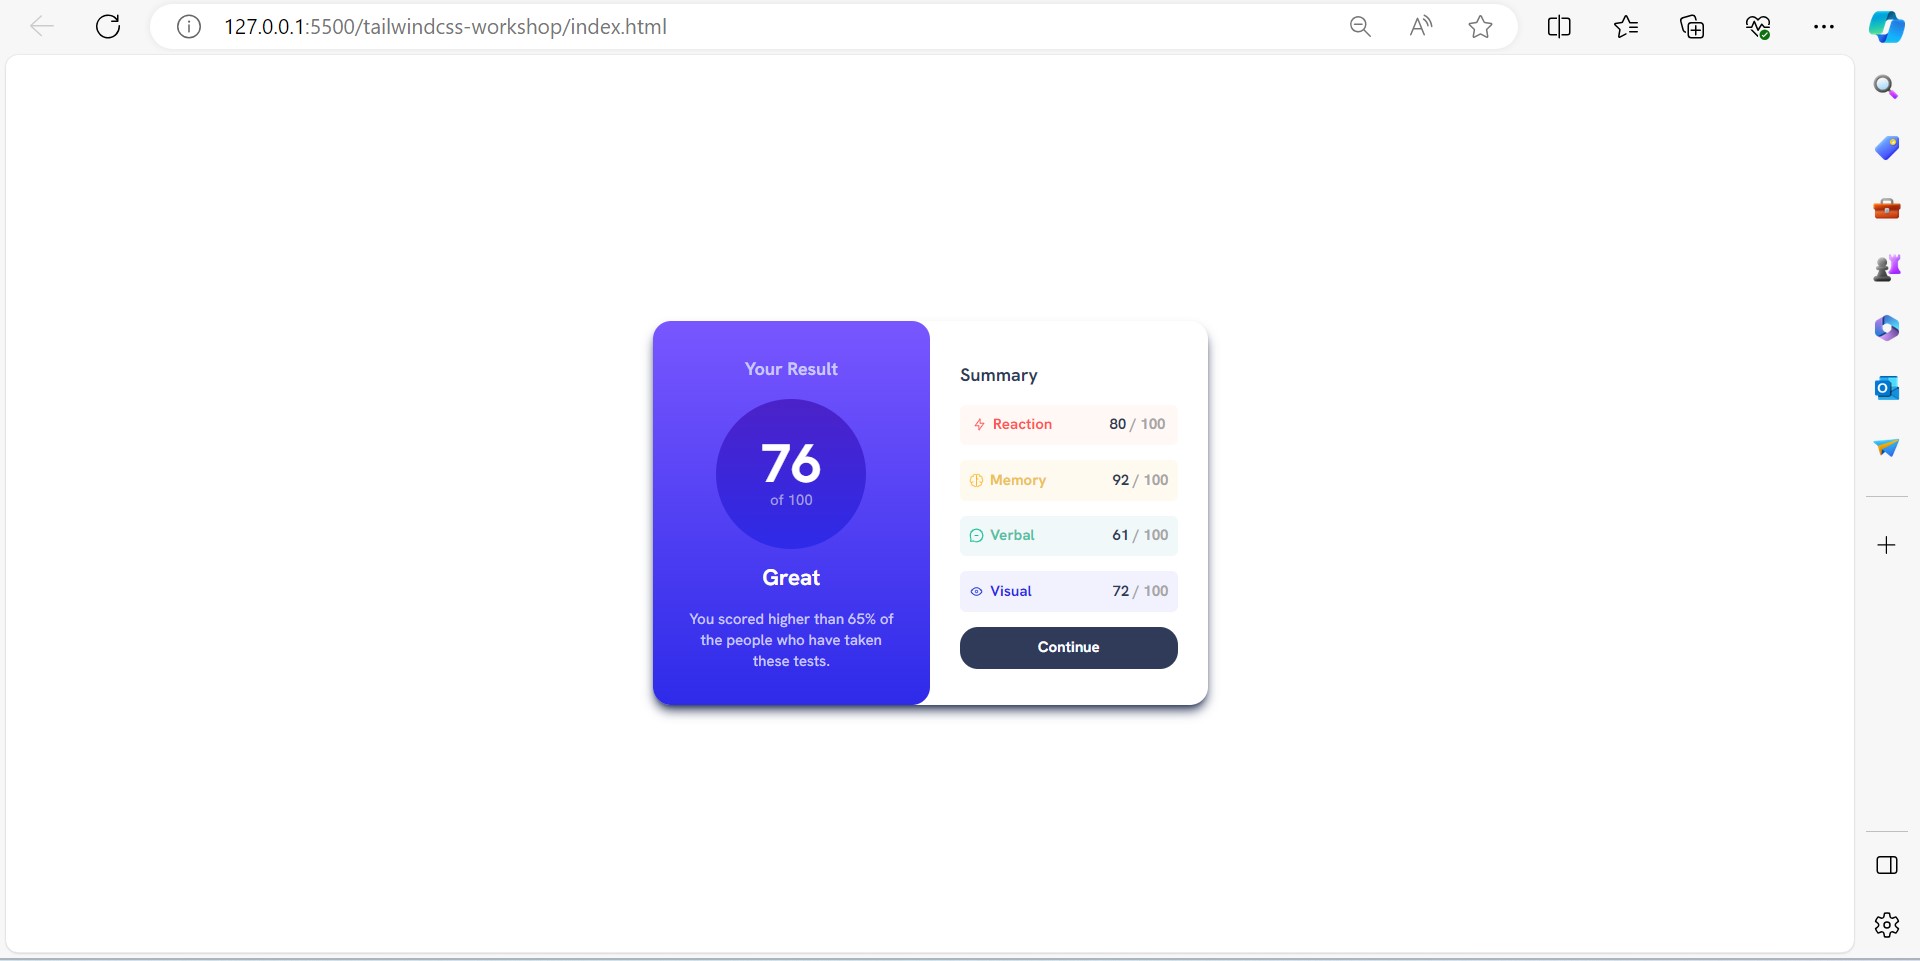 127.0.0.1:5500/tailwindcss-workshop/index.html
Your Result
76
of 100
Great
You scored higher than 65% of
the people who have taken
these tests.
Summary
Reaction 80 / 100
Memory 92 / 100
Verbal 61 / 100
Visual 72 / 100
Continue